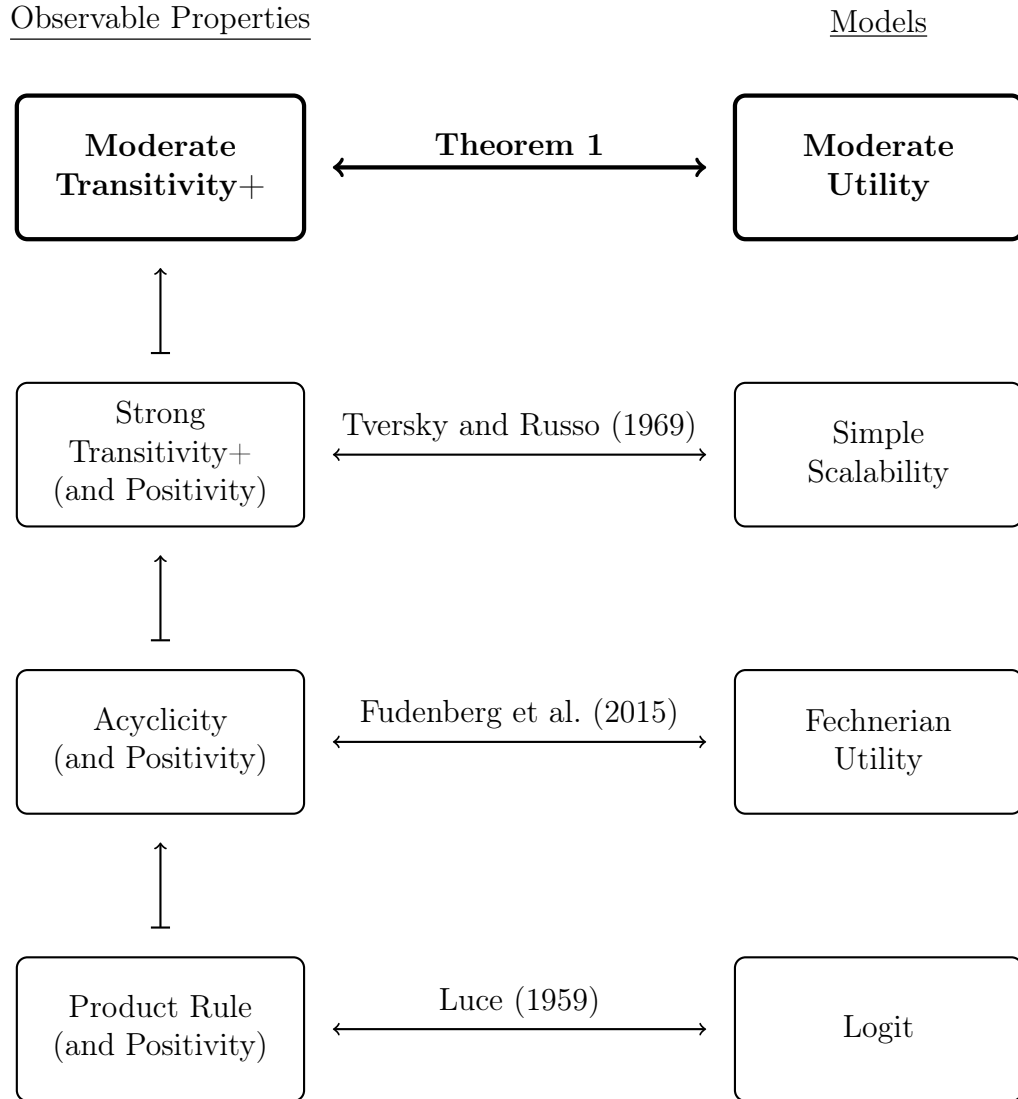 Observable Properties
Models
Moderate
Transitivity+
Theorem 1
Moderate
Utility
Strong
Transitivity+
(and Positivity)
Tversky and Russo (1969)
Simple
Scalability
Acyclicity
(and Positivity)
Fudenberg et al. (2015)
Fechnerian
Utility
Product Rule
(and Positivity)
Luce (1959)
Logit